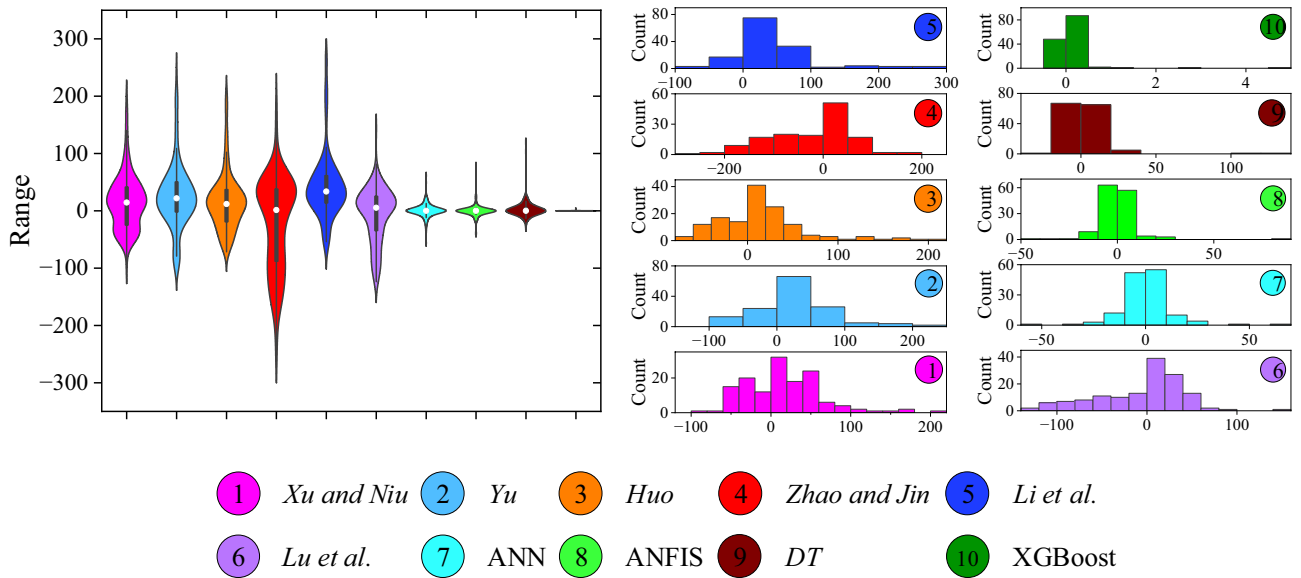 Range
300
200
100
0
−100
−200
−300
Count
80
40
0
−100 0 100 200 300
5
Count
60
30
0
−200 0 200
4
Count
40
20
0
0 100 200
3
Count
80
40
0
−100 0 100 200
2
Count
20
0
−100 0 100 200
1
Count
80
40
0
0 2 4
10
Count
80
40
0
0 50 100
9
Count
60
30
0
−50 0 50
8
Count
60
30
0
−50 0 50
7
Count
40
20
0
−100 0 100
6
1 Xu and Niu 2 Yu 3 Huo 4 Zhao and Jin 5 Li et al.
6 Lu et al. 7 ANN 8 ANFIS 9 DT 10 XGBoost